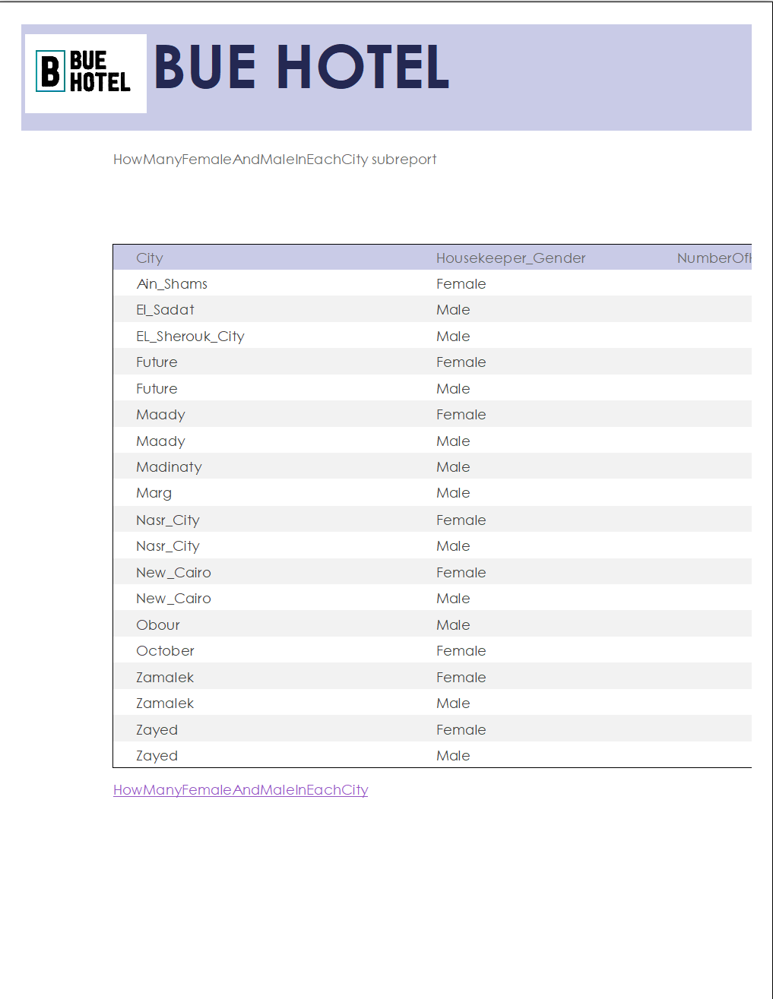 B BUE HOTEL
BUE HOTEL
HowManyFemaleAndMaleInEachCity subreport
City Housekeeper_Gender
Ain_Shams Female
El_Sadat Male
EL_Sherouk_City Male
Future Female
Future Male
Maady Female
Maady Male
Madinaty Male
Marg Male
Nasr_City Female
Nasr_City Male
New_Cairo Female
New_Cairo Male
Obour Male
October Female
Zamalek Female
Zamalek Male
Zayed Female
Zayed Male
HowManyFemaleAndMaleInEachCity